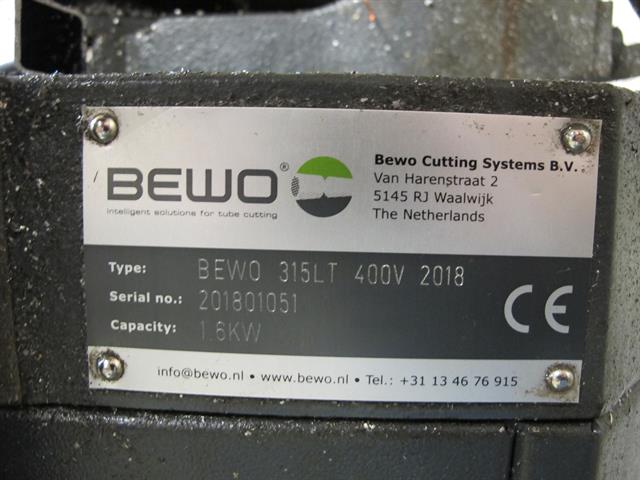 BEWO®
intelligent solutions for tube cutting
Bewo Cutting Systems B.V.
Van Harenstraat 2
5145 RJ Waalwijk
The Netherlands
Type: BEWO 315LT 400V 2018
Serial no.: 201801051
Capacity: 1.6KW
CE
info@bewo.nl • www.bewo.nl • Tel.: +31 13 46 76 915